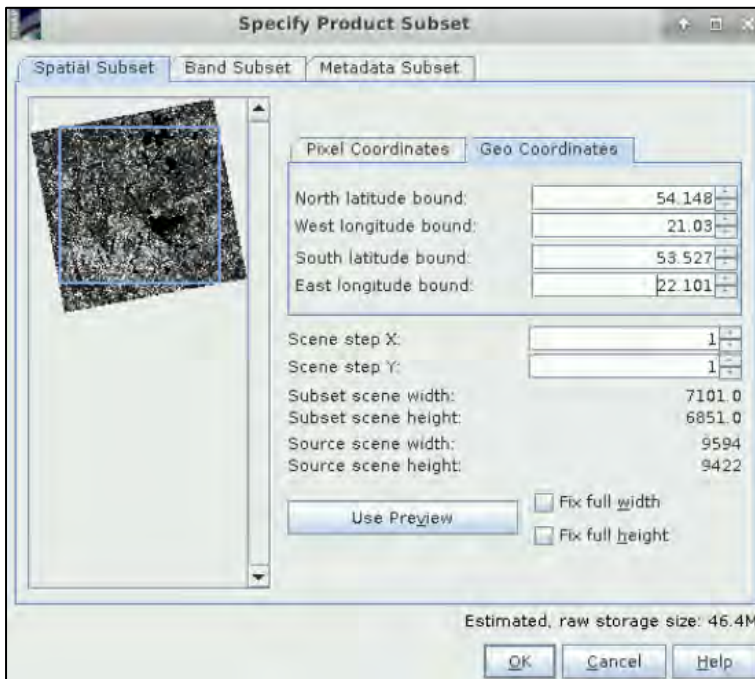 Specify Product Subset
Spatial Subset Band Subset Metadata Subset
Pixel Coordinates Geo Coordinates
North latitude bound: 54.148
West longitude bound: 21.03
South latitude bound: 53.527
East longitude bound: 22.101
Scene step X: 1
Scene step Y: 1
Subset scene width: 7101.0
Subset scene height: 6851.0
Source scene width: 9594
Source scene height: 9422
Use Preview
Fix full width
Fix full height
Estimated, raw storage size: 46.4M
OK Cancel Help